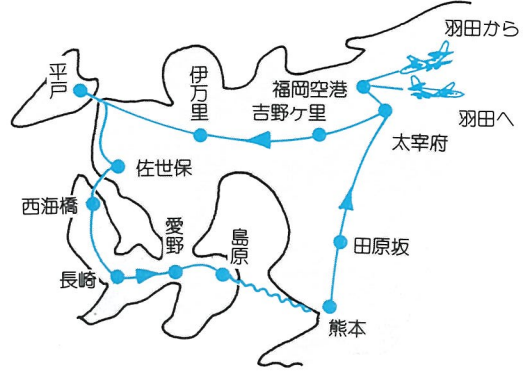 羽田から
福岡空港
羽田へ
平戸
伊万里
吉野ケ里
太宰府
佐世保
西海橋
愛野
島原
田原坂
長崎
熊本